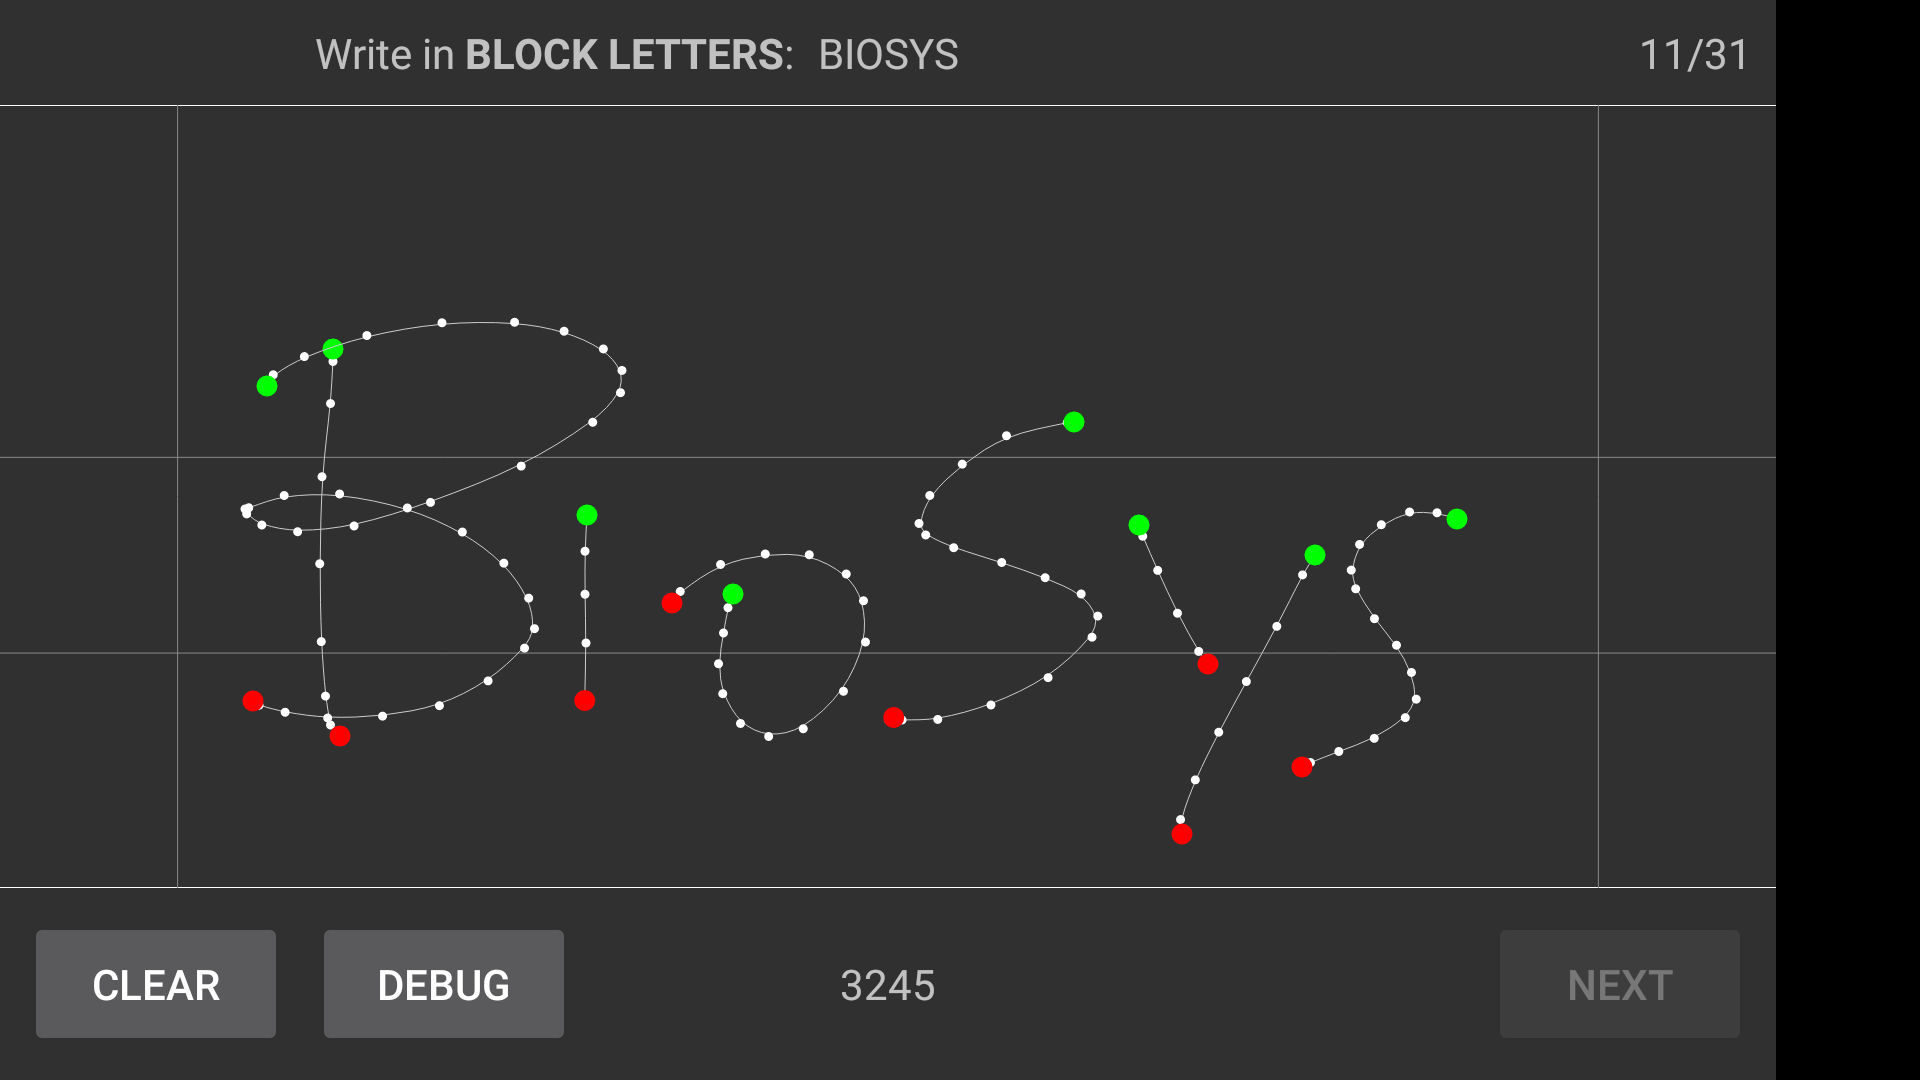 Write in BLOCK LETTERS: BIOSYS 11/31
BIOSYS
CLEAR DEBUG 3245 NEXT